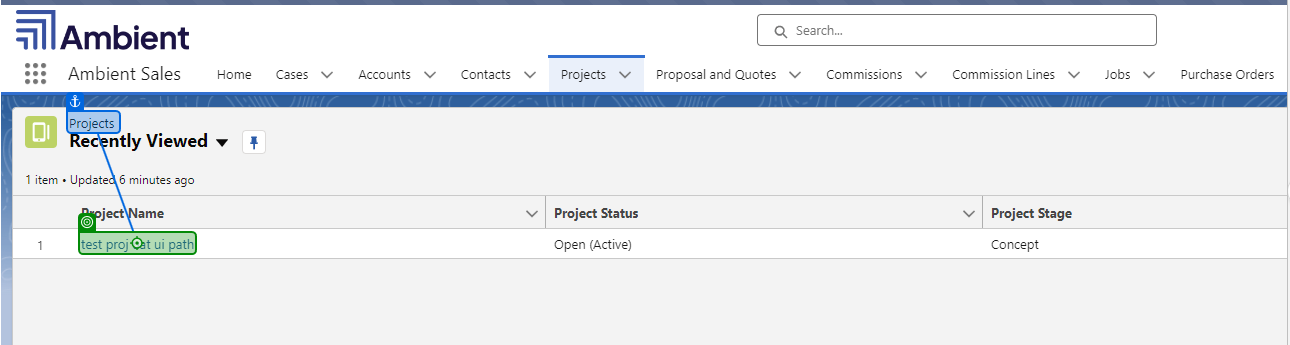 Ambient
Search...
Ambient Sales Home Cases Accounts Contacts Projects Proposal and Quotes Commissions Commission Lines Jobs Purchase Orders
Projects
Recently Viewed
1 item • Updated 6 minutes ago
Project Name Project Status Project Stage
1 test proj at ui path Open (Active) Concept